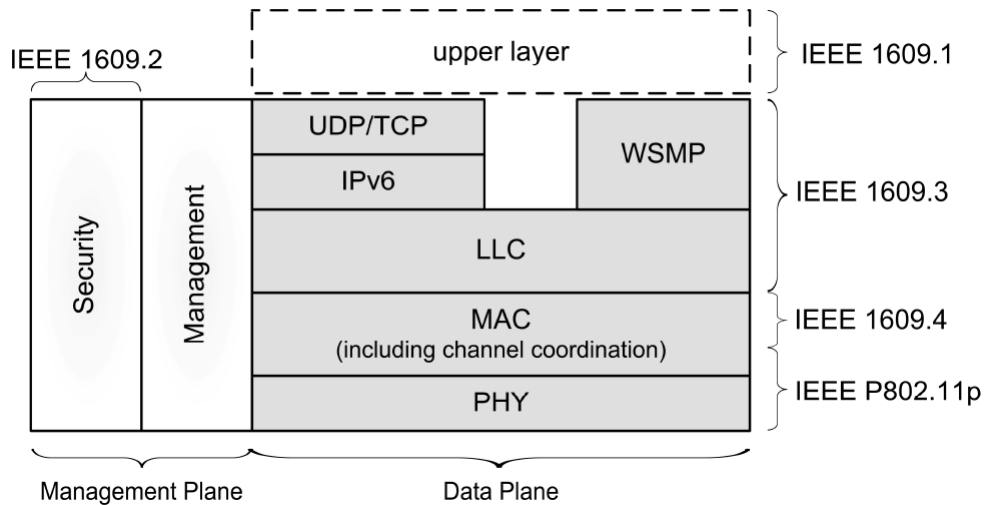 upper layer
IEEE 1609.1
IEEE 1609.2
UDP/TCP
WSMP
IPv6
IEEE 1609.3
Security
Management
LLC
MAC
(including channel coordination)
IEEE 1609.4
PHY
IEEE P802.11p
Management Plane
Data Plane